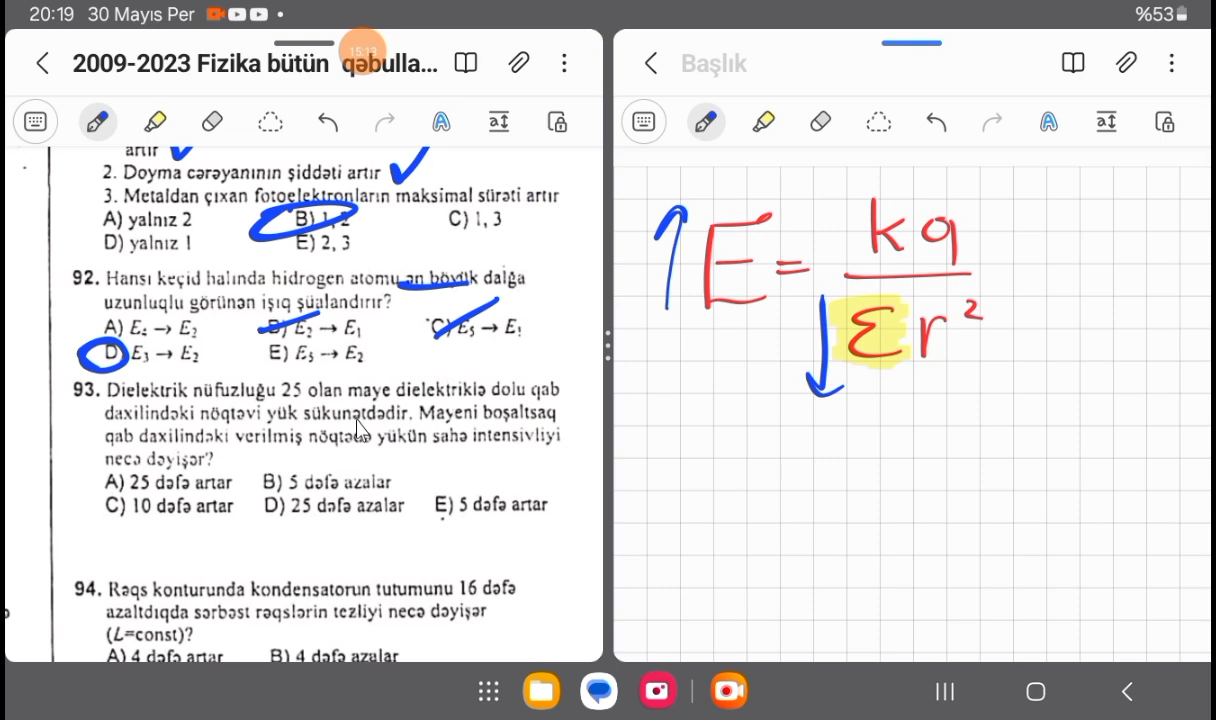 20:19 30 Mayıs Per %53
15:13
2009-2023 Fizika bütün qəbulla...
Başlık
artır
2. Doyma cərəyanının şiddəti artır
3. Metaldan çıxan fotoelektronların maksimal sürəti artır
A) yalnız 2 B) 1, 2 C) 1, 3
D) yalnız 1 E) 2, 3
92. Hansı keçid halında hidrogen atomu ən böyük dalğa
uzunluqlu görünən işıq şüalandırır?
A) E₄ → E₂ B) E₂ → E₁ C) E₅ → E₁
D) E₃ → E₂ E) E₅ → E₂
93. Dielektrik nüfuzluğu 25 olan maye dielektriklə dolu qab
daxilindəki nöqtəvi yük sükunətdədir. Mayeni boşaltsaq
qab daxilindəki verilmiş nöqtədə yükün sahə intensivliyi
necə dəyişər?
A) 25 dəfə artar B) 5 dəfə azalar
C) 10 dəfə artar D) 25 dəfə azalar E) 5 dəfə artar
94. Rəqs konturunda kondensatorun tutumunu 16 dəfə
azaltdıqda sərbəst rəqslərin tezliyi necə dəyişər
(L=const)?
A) 4 dəfə artar B) 4 dəfə azalar
E = kq
Σ r²